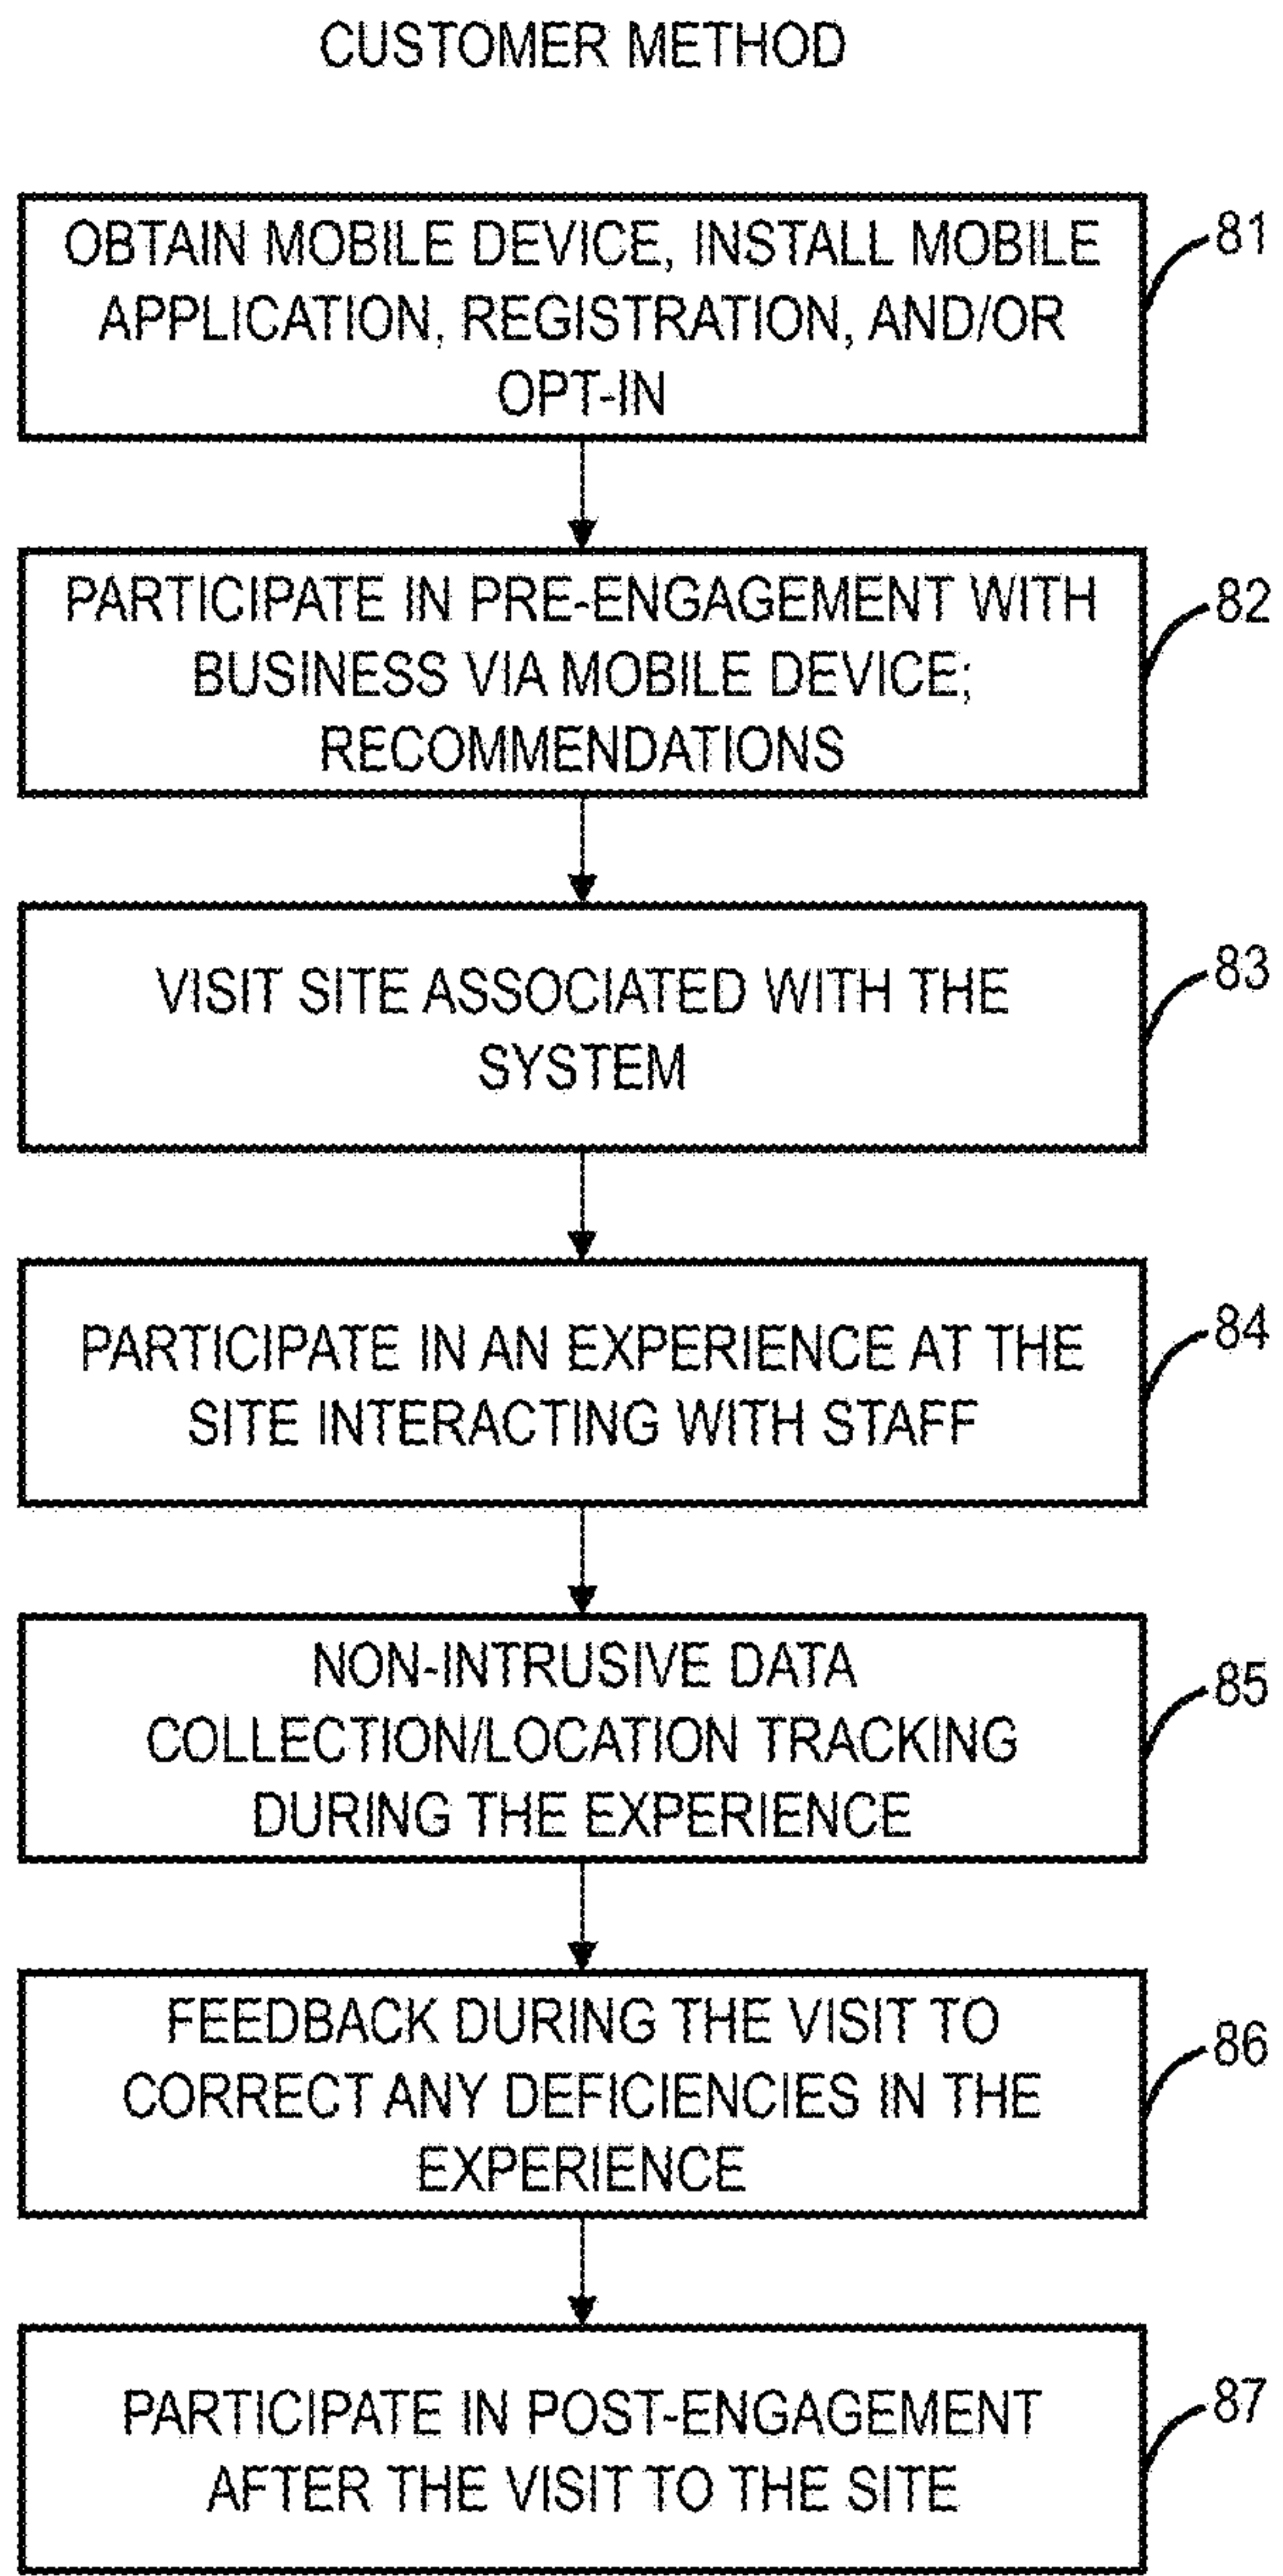 CUSTOMER METHOD
OBTAIN MOBILE DEVICE, INSTALL MOBILE
APPLICATION, REGISTRATION, AND/OR
OPT-IN
81
PARTICIPATE IN PRE-ENGAGEMENT WITH
BUSINESS VIA MOBILE DEVICE;
RECOMMENDATIONS
82
VISIT SITE ASSOCIATED WITH THE
SYSTEM
83
PARTICIPATE IN AN EXPERIENCE AT THE
SITE INTERACTING WITH STAFF
84
NON-INTRUSIVE DATA
COLLECTION/LOCATION TRACKING
DURING THE EXPERIENCE
85
FEEDBACK DURING THE VISIT TO
CORRECT ANY DEFICIENCIES IN THE
EXPERIENCE
86
PARTICIPATE IN POST-ENGAGEMENT
AFTER THE VISIT TO THE SITE
87